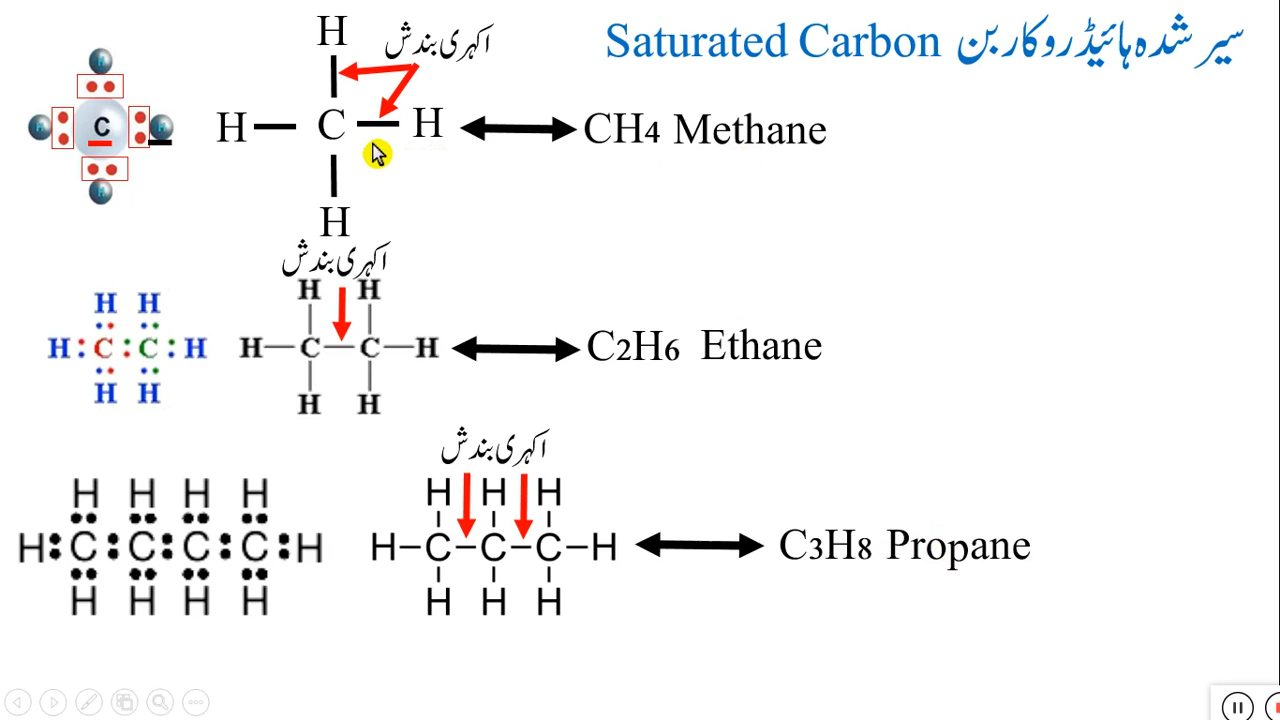 Saturated Carbon سیر شدہ ہائیڈروکاربن
اکہری بندش
H
H C H
H
CH4 Methane
H
H C H
H
اکہری بندش
H H
H C C H
H H
H H
H C C H
H H
C2H6 Ethane
اکہری بندش
H H H H
H C C C C H
H H H H
H H H
H C C C H
H H H
C3H8 Propane